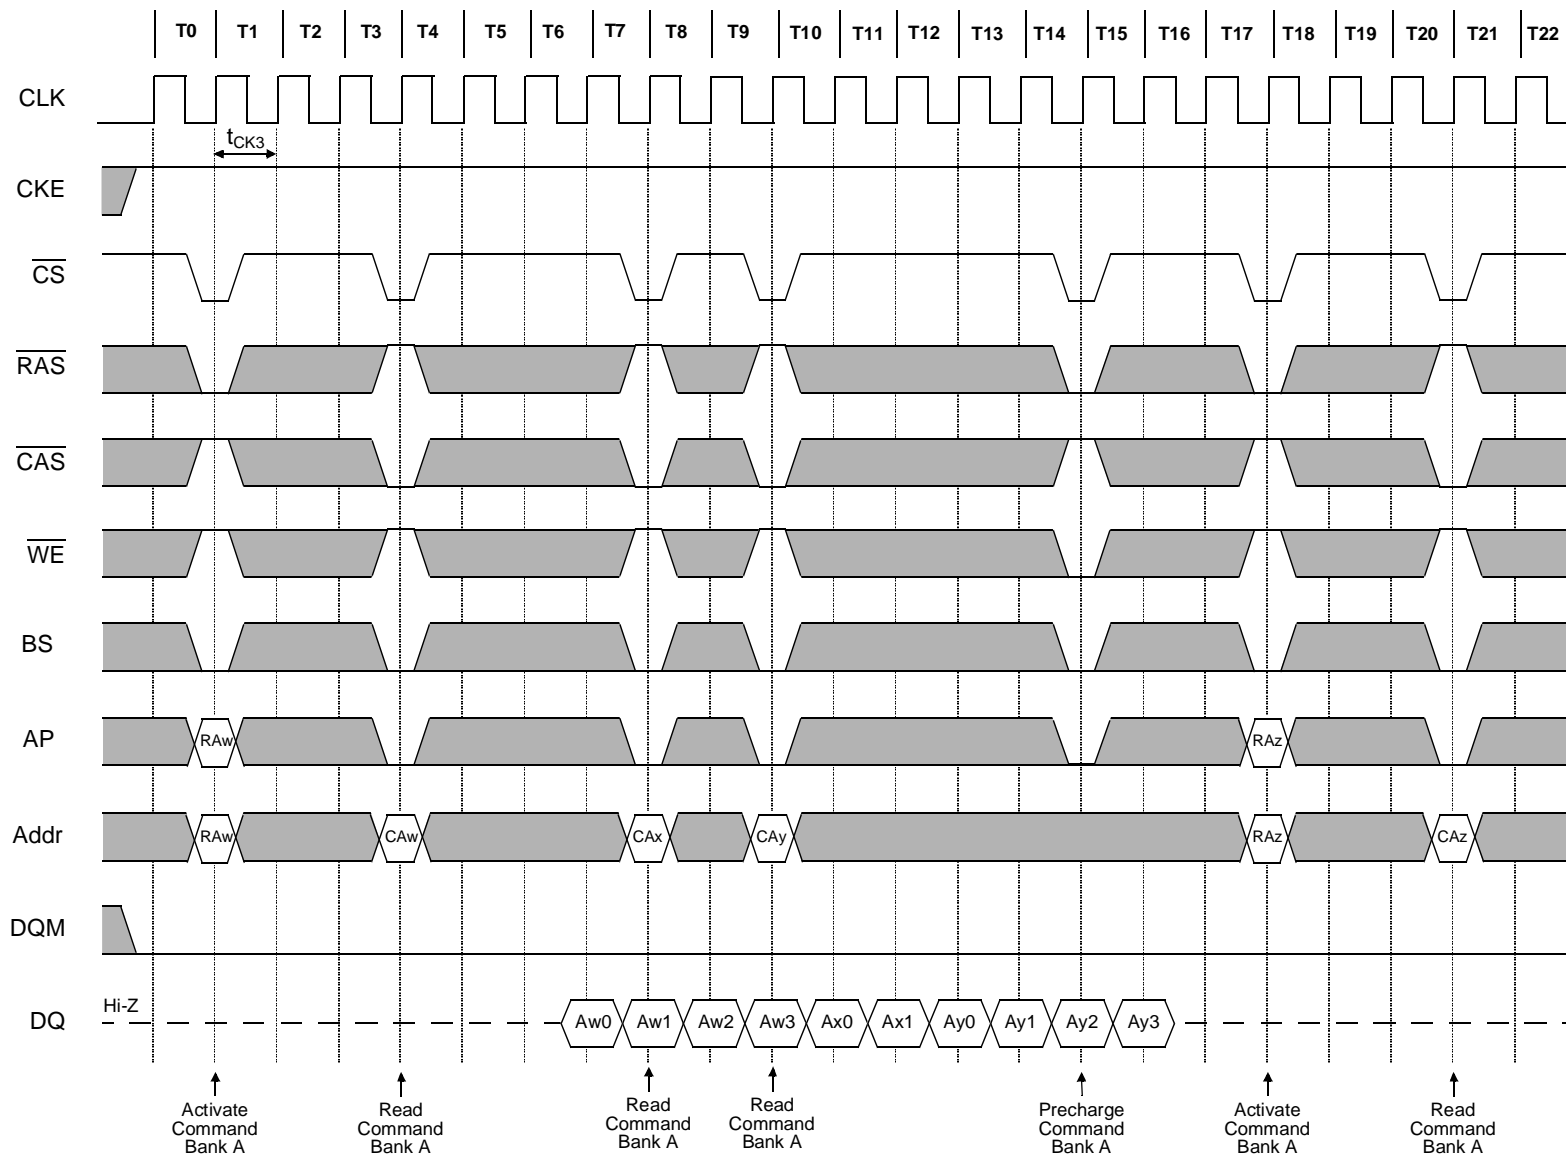 T0 T1 T2 T3 T4 T5 T6 T7 T8 T9 T10 T11 T12 T13 T14 T15 T16 T17 T18 T19 T20 T21 T22
CLK
tCK3
CKE
CS
RAS
CAS
WE
BS
AP RAw RAz
Addr RAw CAw CAx CAy RAz CAz
DQM
Hi-Z
DQ Aw0 Aw1 Aw2 Aw3 Ax0 Ax1 Ay0 Ay1 Ay2 Ay3
Activate
Command
Bank A
Read
Command
Bank A
Read
Command
Bank A
Read
Command
Bank A
Precharge
Command
Bank A
Activate
Command
Bank A
Read
Command
Bank A